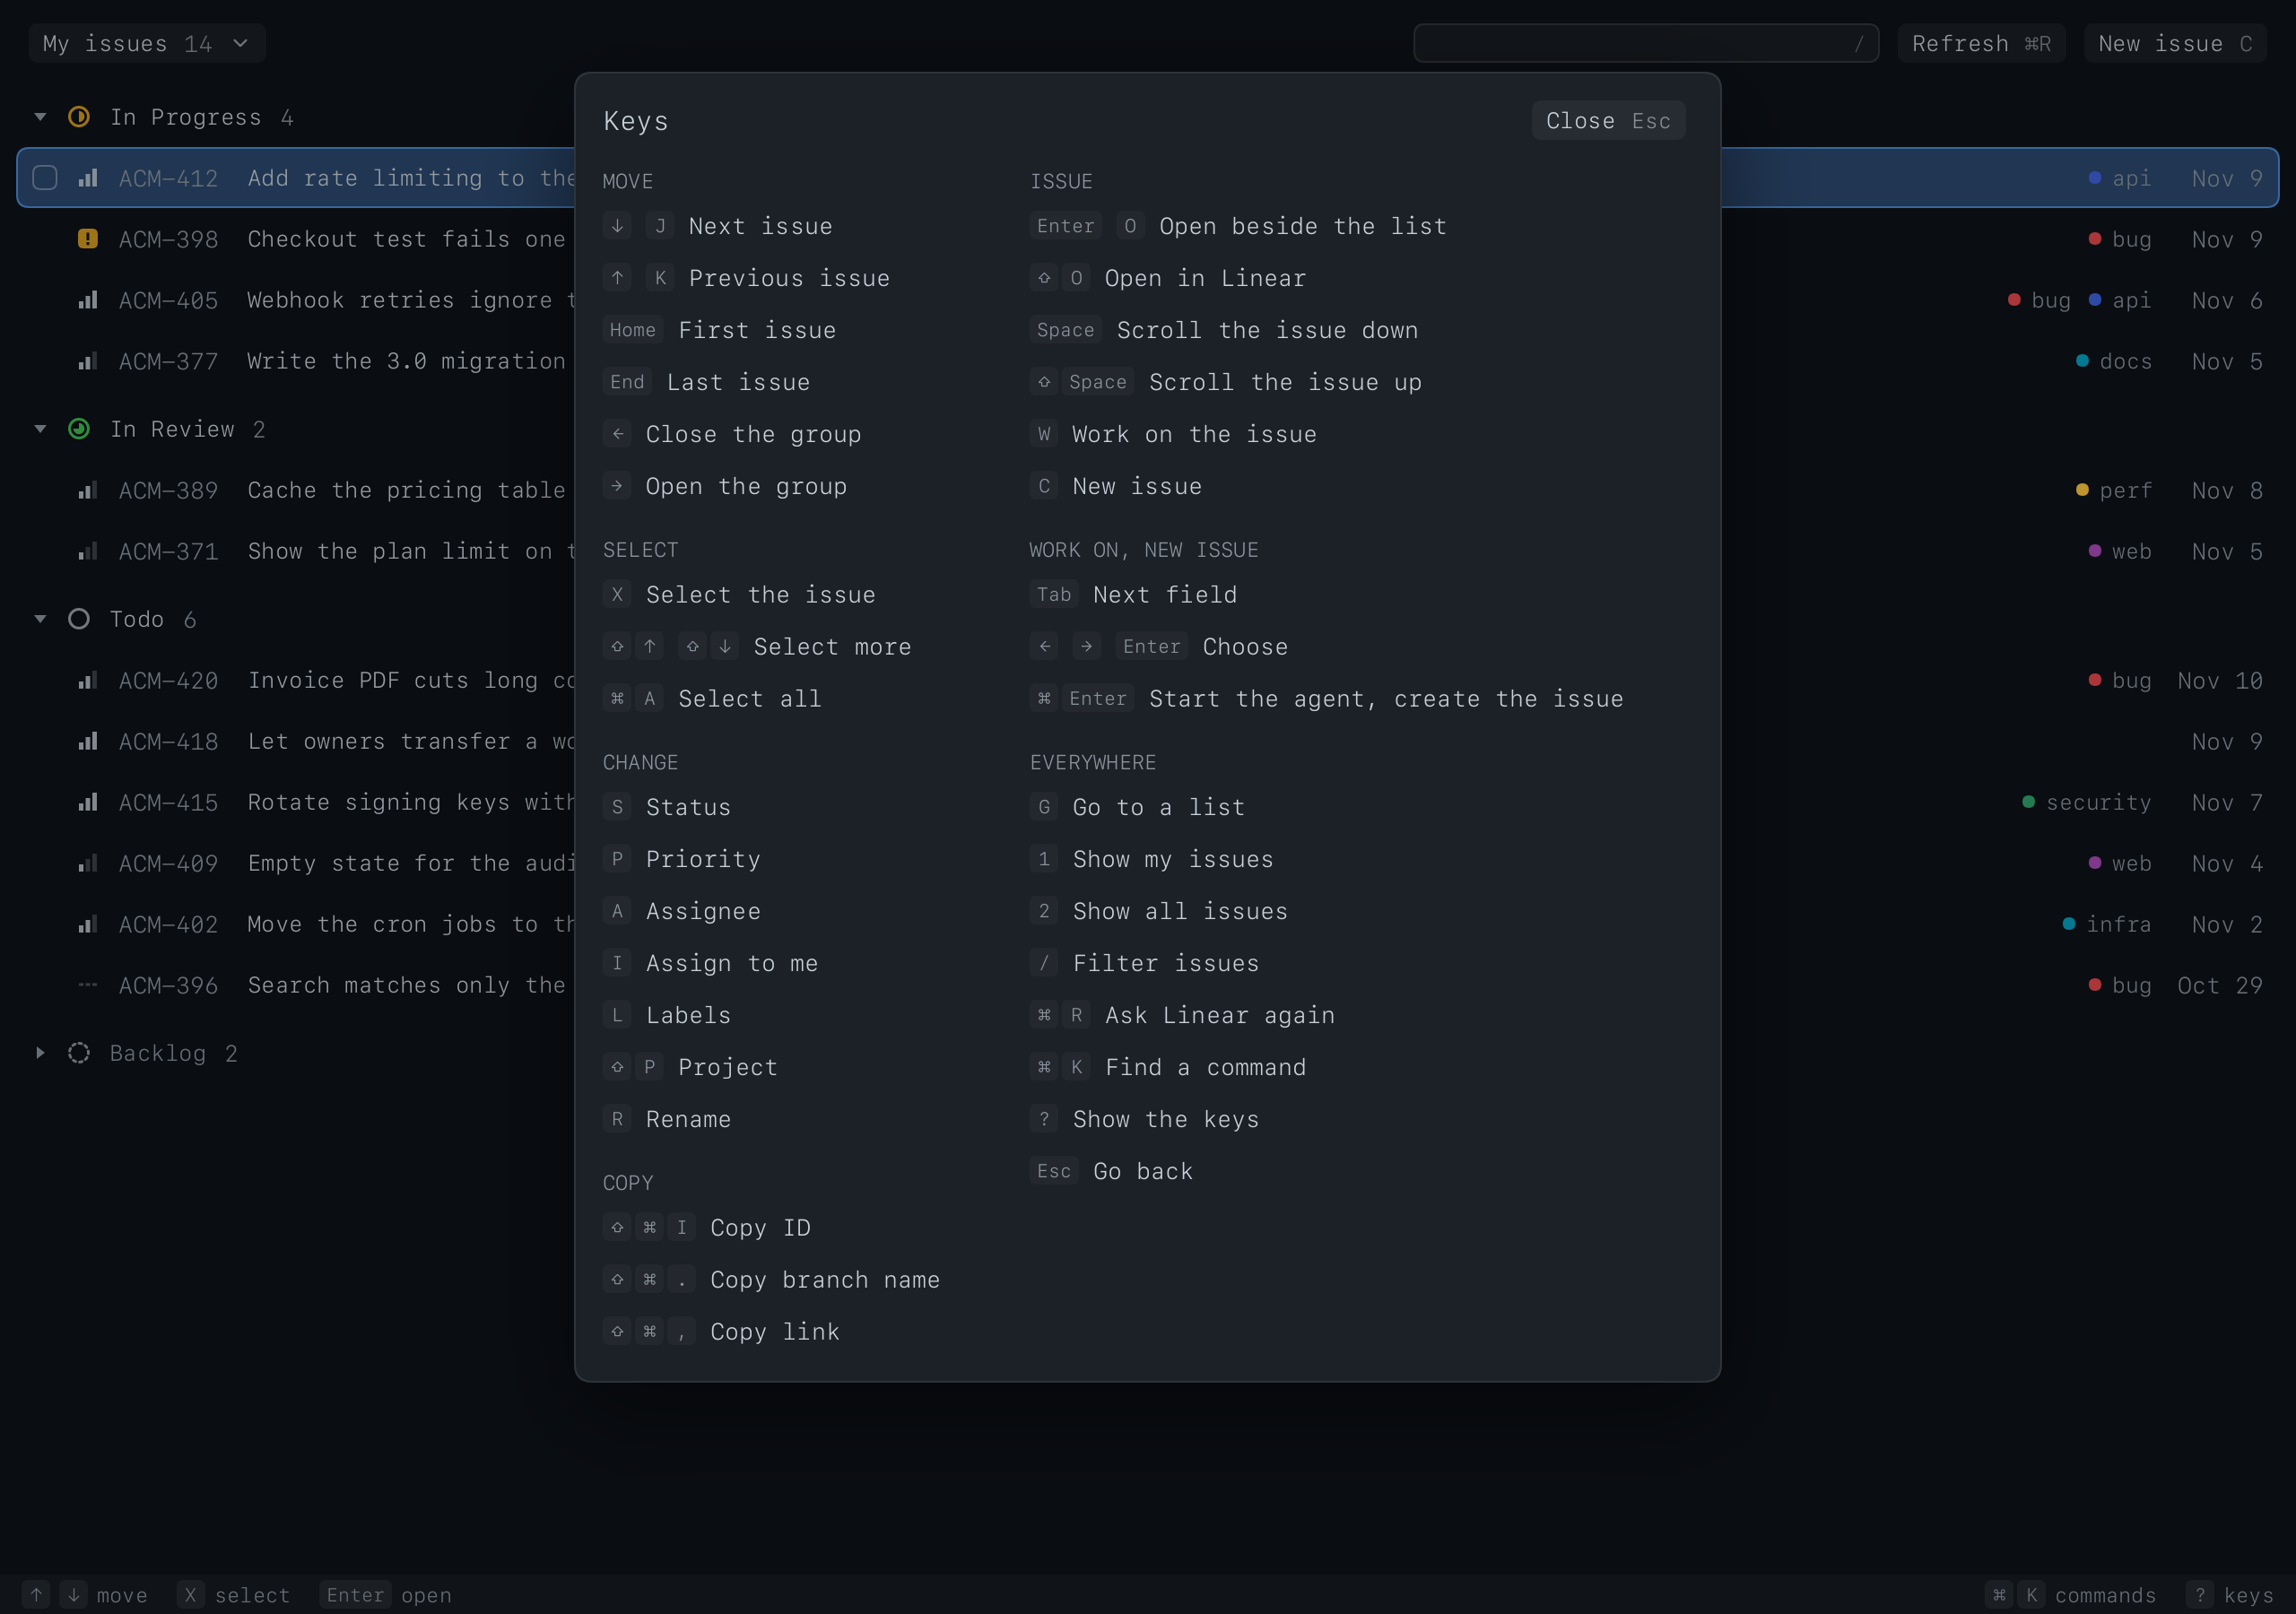 My issues 14
/
Refresh ⌘R
New issue C
In Progress 4
ACM-412 Add rate limiting to the
api Nov 9
ACM-398 Checkout test fails one
bug Nov 9
ACM-405 Webhook retries ignore
bug api Nov 6
ACM-377 Write the 3.0 migration
docs Nov 5
In Review 2
ACM-389 Cache the pricing table
perf Nov 8
ACM-371 Show the plan limit on
web Nov 5
Todo 6
ACM-420 Invoice PDF cuts long
bug Nov 10
ACM-418 Let owners transfer a
Nov 9
ACM-415 Rotate signing keys with
security Nov 7
ACM-409 Empty state for the
web Nov 4
ACM-402 Move the cron jobs to
infra Nov 2
ACM-396 Search matches only the
bug Oct 29
Backlog 2
Keys
Close Esc
MOVE
↓ J Next issue
↑ K Previous issue
Home First issue
End Last issue
← Close the group
→ Open the group
SELECT
X Select the issue
⇧ ↑ ⇧ ↓ Select more
⌘ A Select all
CHANGE
S Status
P Priority
A Assignee
I Assign to me
L Labels
⇧ P Project
R Rename
COPY
⇧ ⌘ I Copy ID
⇧ ⌘ . Copy branch name
⇧ ⌘ , Copy link
ISSUE
Enter O Open beside the list
⇧ O Open in Linear
Space Scroll the issue down
⇧ Space Scroll the issue up
W Work on the issue
C New issue
WORK ON, NEW ISSUE
Tab Next field
← → Enter Choose
⌘ Enter Start the agent, create the issue
EVERYWHERE
G Go to a list
1 Show my issues
2 Show all issues
/ Filter issues
⌘ R Ask Linear again
⌘ K Find a command
? Show the keys
Esc Go back
↑ ↓ move X select Enter open
⌘ K commands ? keys